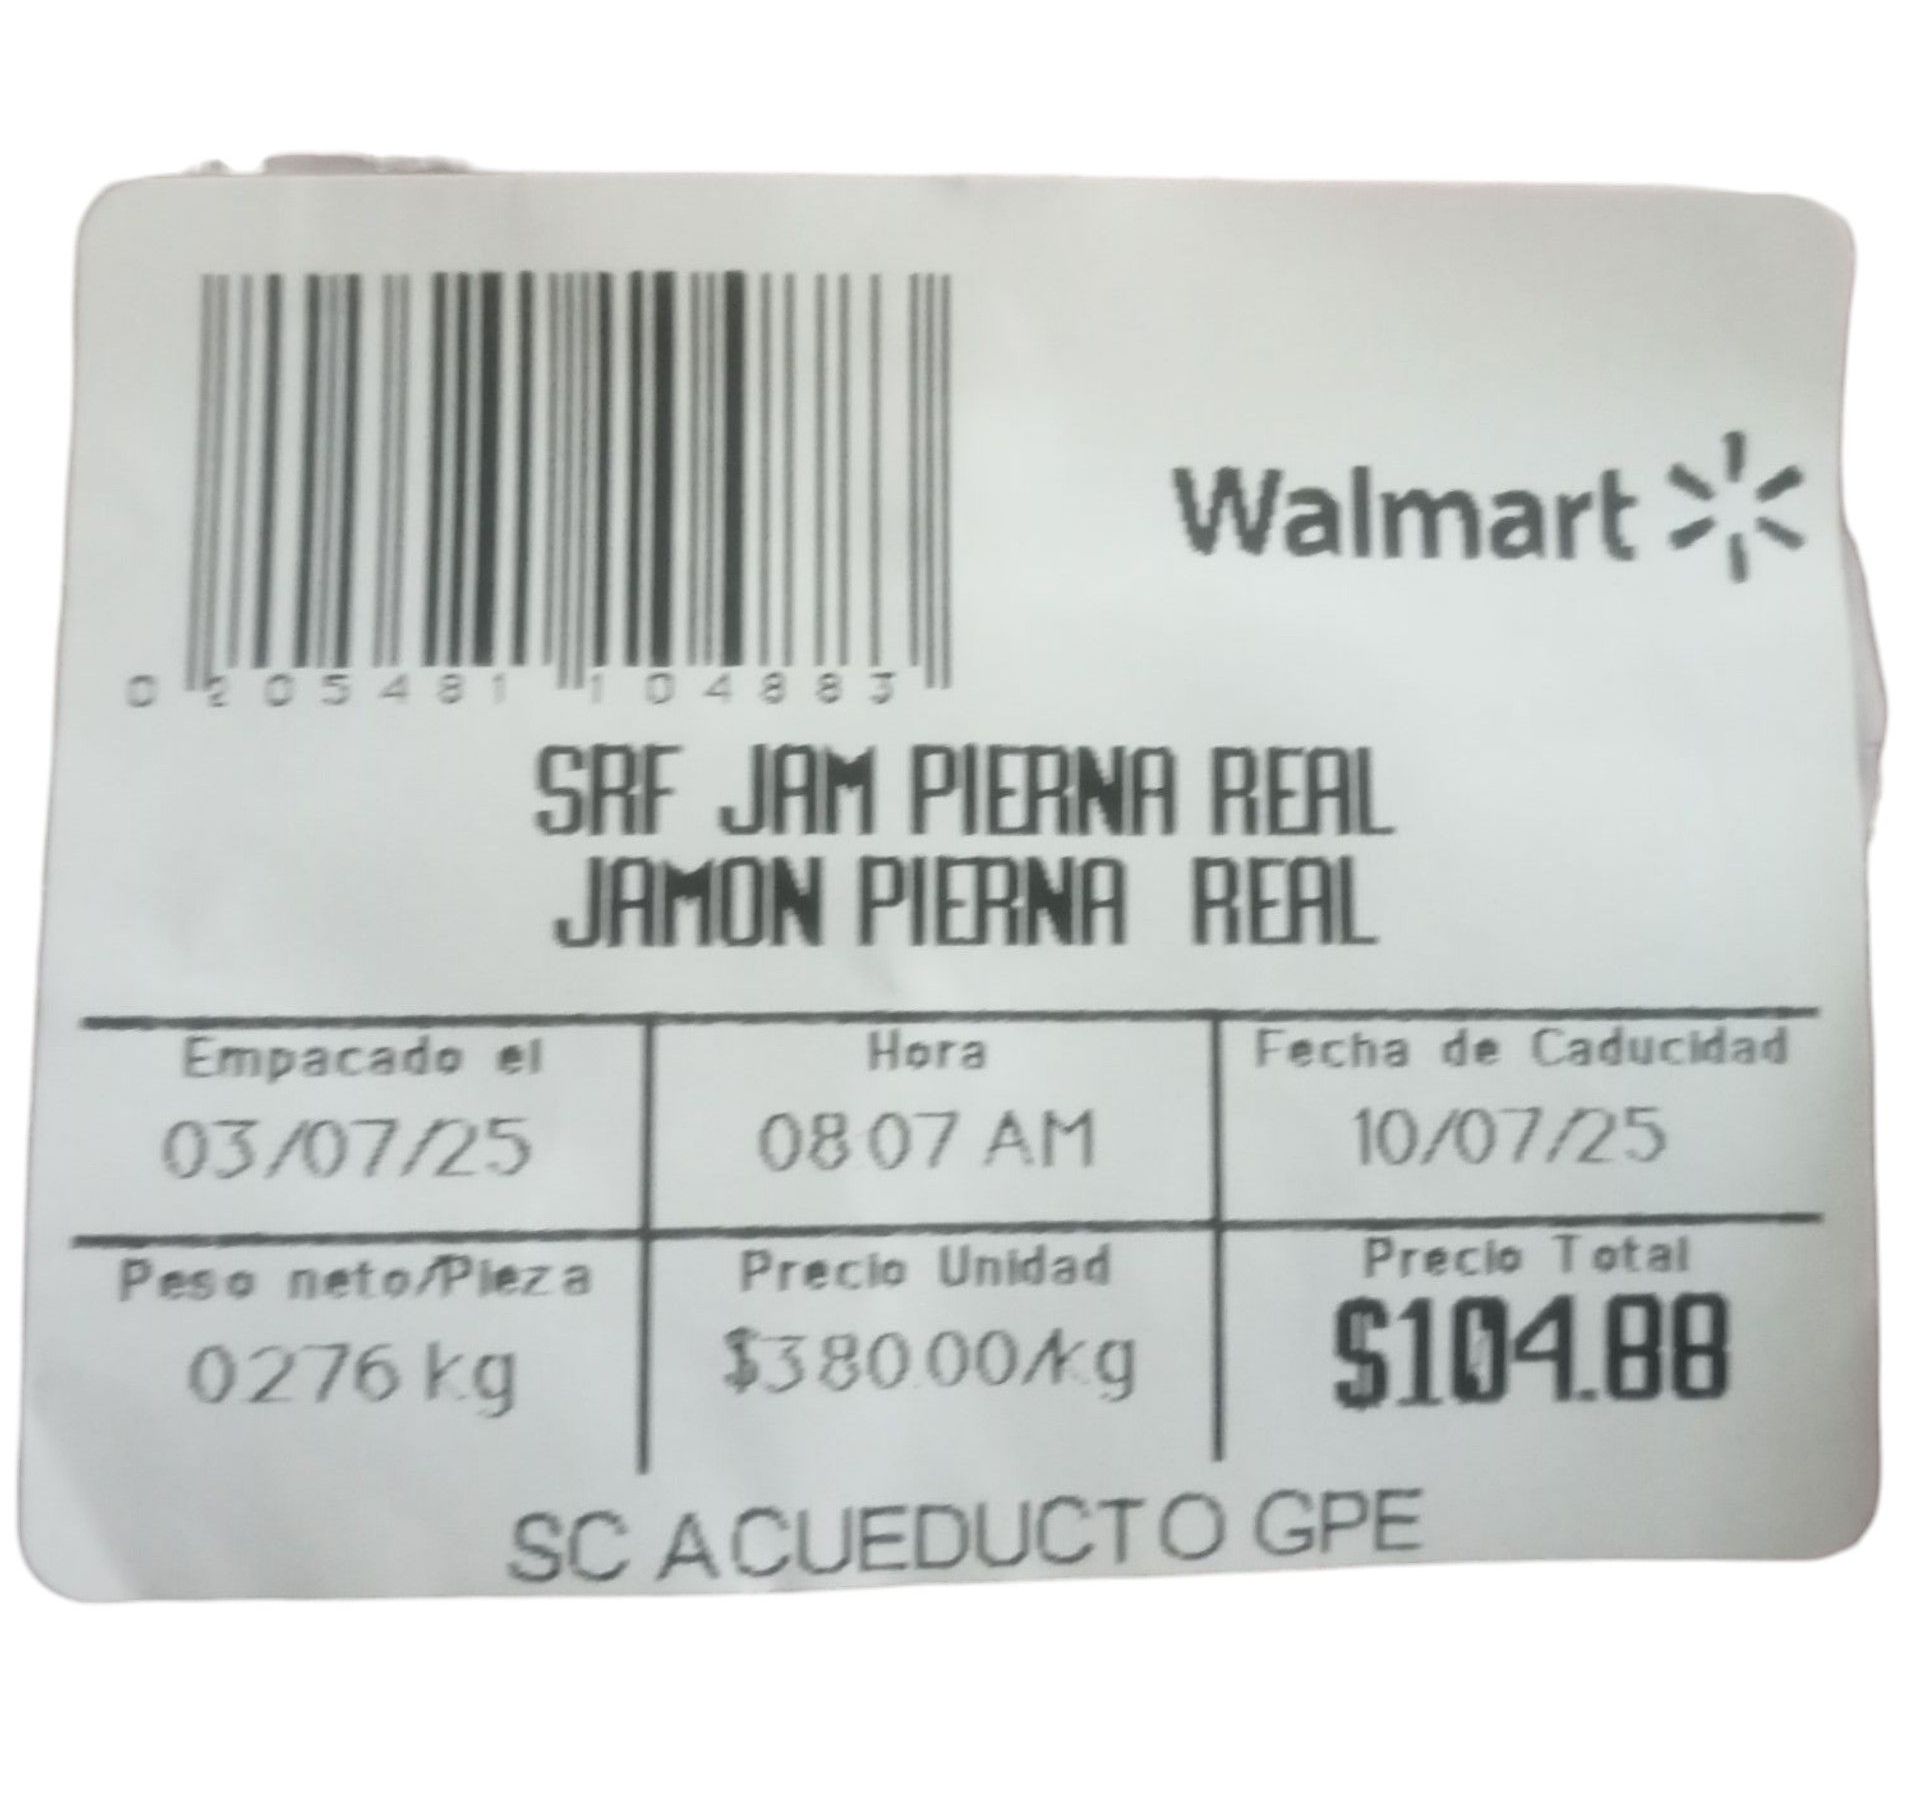 Walmart
0 205481 104883
SRF JAM PIERNA REAL
JAMON PIERNA REAL
Empacado el
03/07/25
Hora
08 07 AM
Fecha de Caducidad
10/07/25
Peso neto/Pieza
0276 kg
Precio Unidad
$380.00/kg
Precio Total
$104.88
SC ACUEDUCTO GPE